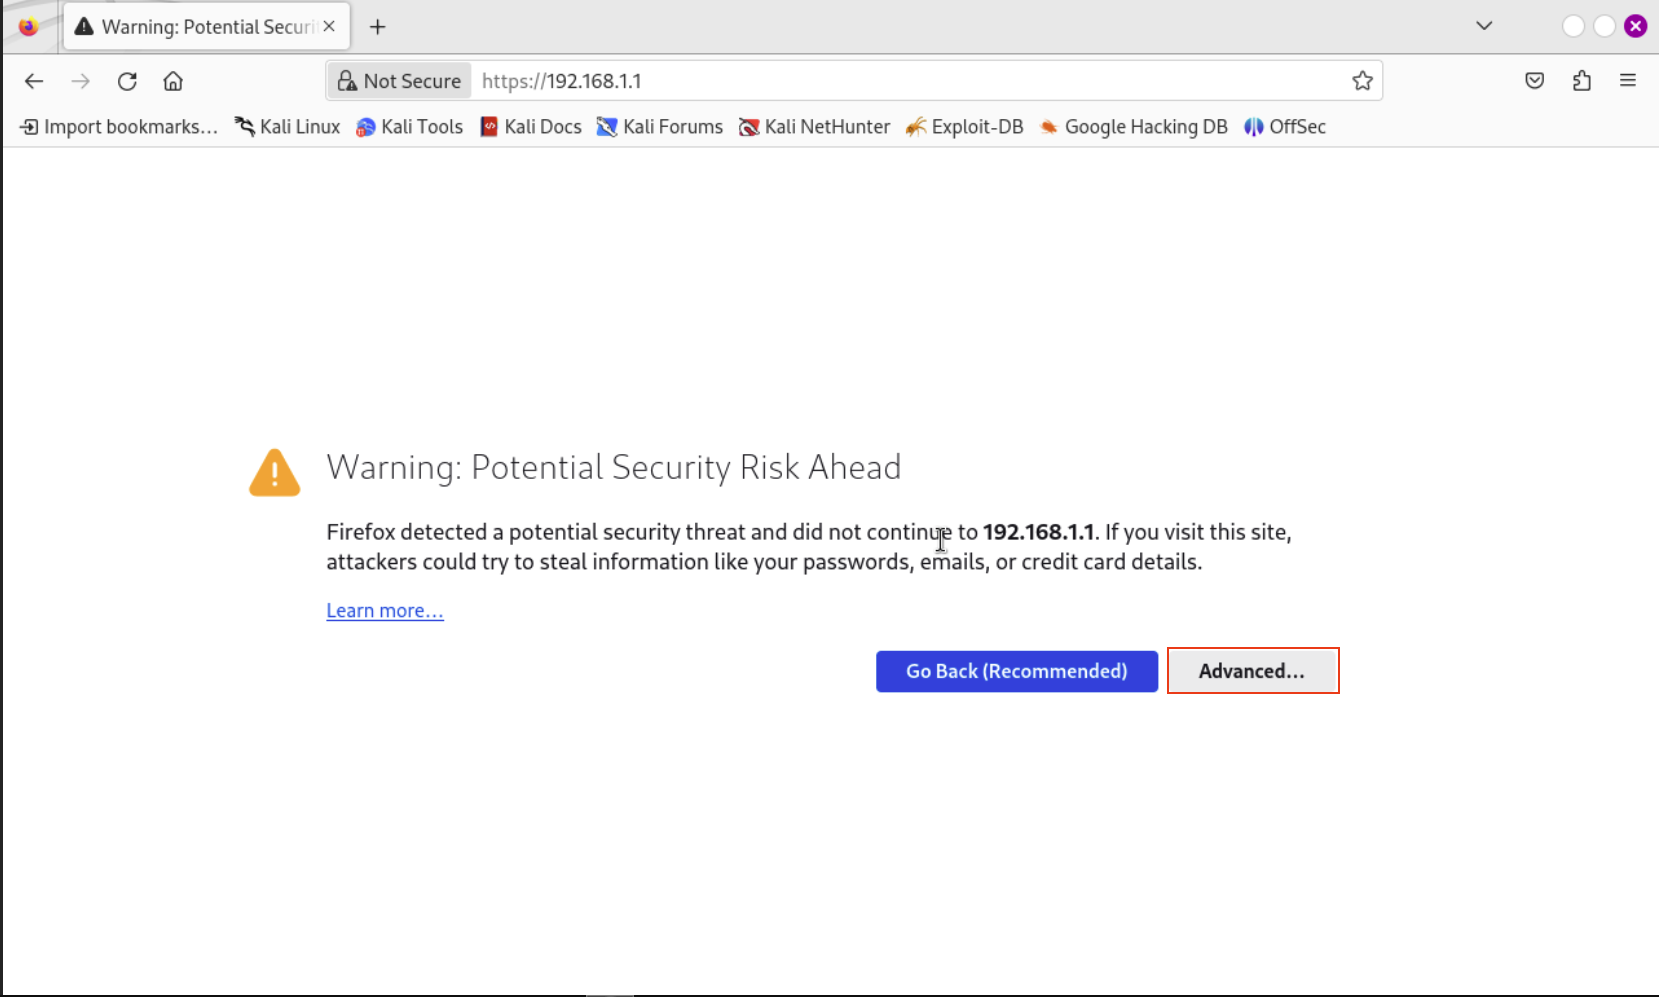 Warning: Potential Securi
Not Secure https://192.168.1.1
Import bookmarks... Kali Linux Kali Tools Kali Docs Kali Forums Kali NetHunter Exploit-DB Google Hacking DB OffSec
Warning: Potential Security Risk Ahead
Firefox detected a potential security threat and did not continue to 192.168.1.1. If you visit this site,
attackers could try to steal information like your passwords, emails, or credit card details.
Learn more...
Go Back (Recommended) Advanced...